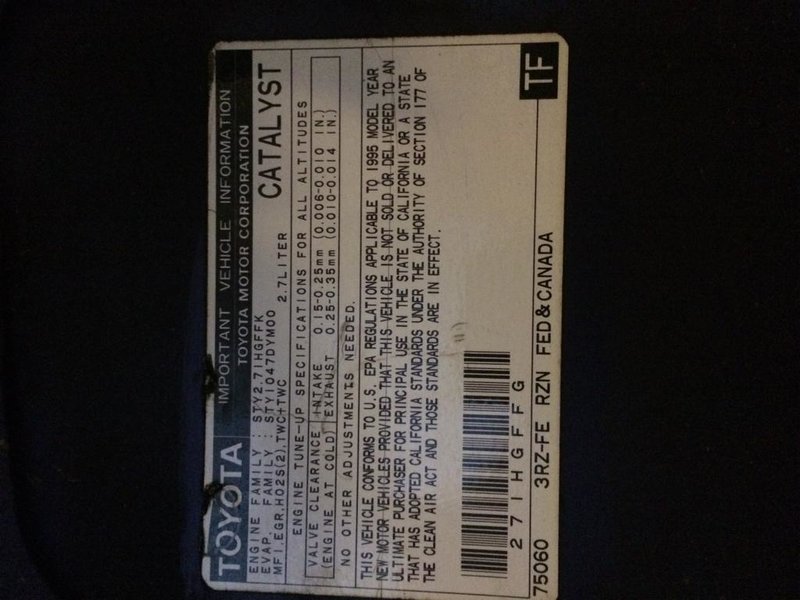 TOYOTA IMPORTANT VEHICLE INFORMATION
TOYOTA MOTOR CORPORATION
ENGINE FAMILY : STY2.7IHGFFK
EVAP. FAMILY : STY1047DYM00
CATALYST
MFI,EGR,HO2S(2),TWC+TWC 2.7LITER
ENGINE TUNE-UP SPECIFICATIONS FOR ALL ALTITUDES
VALVE CLEARANCE INTAKE 0.15-0.25mm (0.006-0.010 IN.)
(ENGINE AT COLD) EXHAUST 0.25-0.35mm (0.010-0.014 IN.)
NO OTHER ADJUSTMENTS NEEDED.
THIS VEHICLE CONFORMS TO U.S. EPA REGULATIONS APPLICABLE TO 1995 MODEL YEAR
NEW MOTOR VEHICLES PROVIDED THAT THIS VEHICLE IS NOT SOLD OR DELIVERED TO AN
ULTIMATE PURCHASER FOR PRINCIPAL USE IN THE STATE OF CALIFORNIA OR A STATE
THAT HAS ADOPTED CALIFORNIA STANDARDS UNDER THE AUTHORITY OF SECTION 177 OF
THE CLEAN AIR ACT AND THOSE STANDARDS ARE IN EFFECT.
27IHGFFG
75060 3RZ-FE RZN FED&CANADA TF